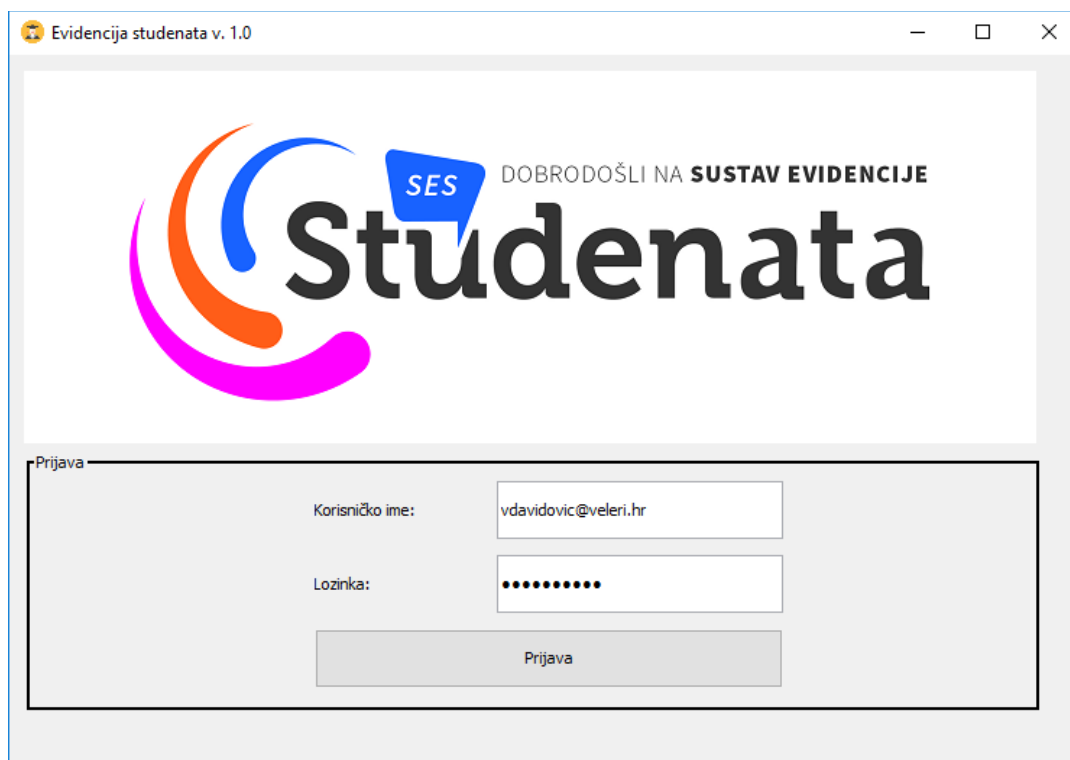 Evidencija studenata v. 1.0
SES
DOBRODOŠLI NA SUSTAV EVIDENCIJE
Studenata
Prijava
Korisničko ime:
vdavidovic@veleri.hr
Lozinka:
••••••••••
Prijava